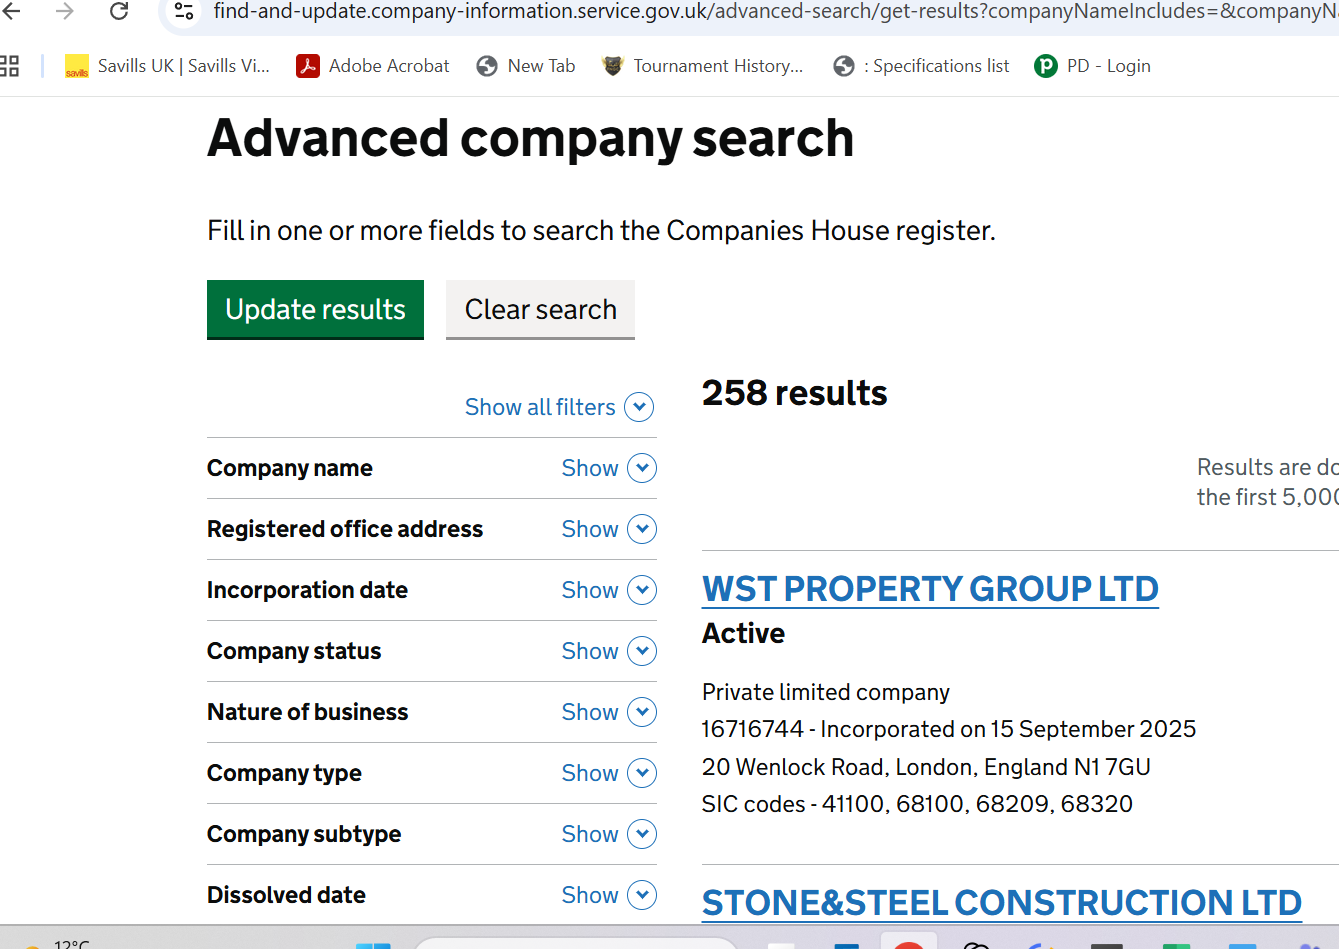 find-and-update.company-information.service.gov.uk/advanced-search/get-results?companyNameIncludes=&companyN
savills
Savills UK | Savills Vi...
Adobe Acrobat
New Tab
Tournament History...
: Specifications list
PD - Login
Advanced company search
Fill in one or more fields to search the Companies House register.
Update results
Clear search
Show all filters
258 results
Company name Show
Results are do
the first 5,000
Registered office address Show
Incorporation date Show
Company status Show
Nature of business Show
Company type Show
Company subtype Show
Dissolved date Show
WST PROPERTY GROUP LTD
Active
Private limited company
16716744 - Incorporated on 15 September 2025
20 Wenlock Road, London, England N1 7GU
SIC codes - 41100, 68100, 68209, 68320
STONE&STEEL CONSTRUCTION LTD
12°C